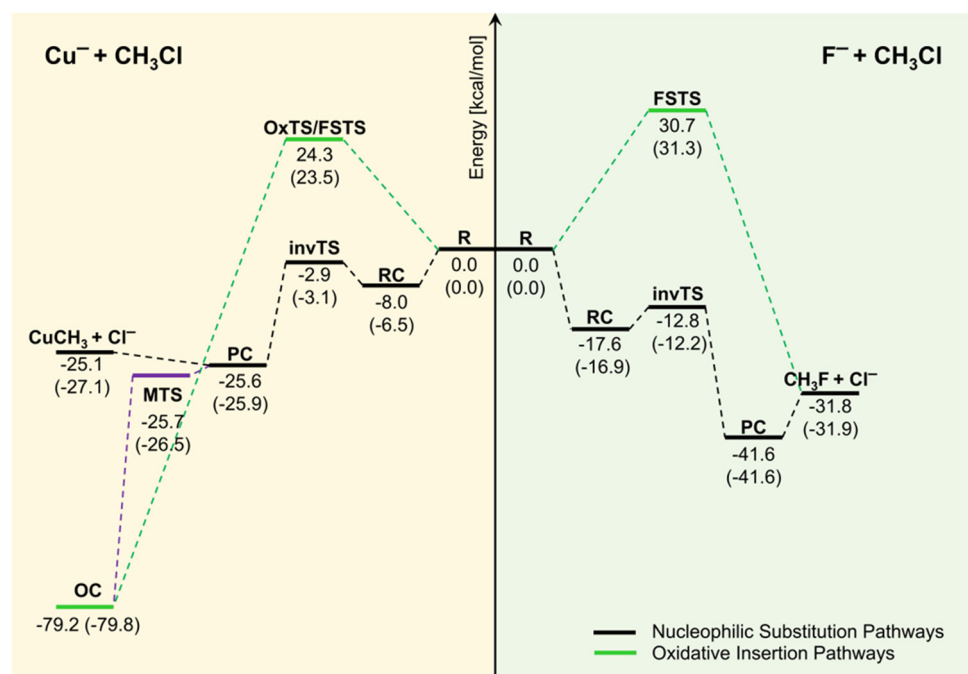 Cu⁻ + CH₃Cl
F⁻ + CH₃Cl
Energy [kcal/mol]
OxTS/FSTS
24.3
(23.5)
FSTS
30.7
(31.3)
R
0.0
(0.0)
R
0.0
(0.0)
invTS
-2.9
(-3.1)
RC
-8.0
(-6.5)
RC
-17.6
(-16.9)
invTS
-12.8
(-12.2)
CuCH₃ + Cl⁻
-25.1
(-27.1)
MTS
-25.7
(-26.5)
PC
-25.6
(-25.9)
CH₃F + Cl⁻
-31.8
(-31.9)
PC
-41.6
(-41.6)
OC
-79.2 (-79.8)
Nucleophilic Substitution Pathways
Oxidative Insertion Pathways